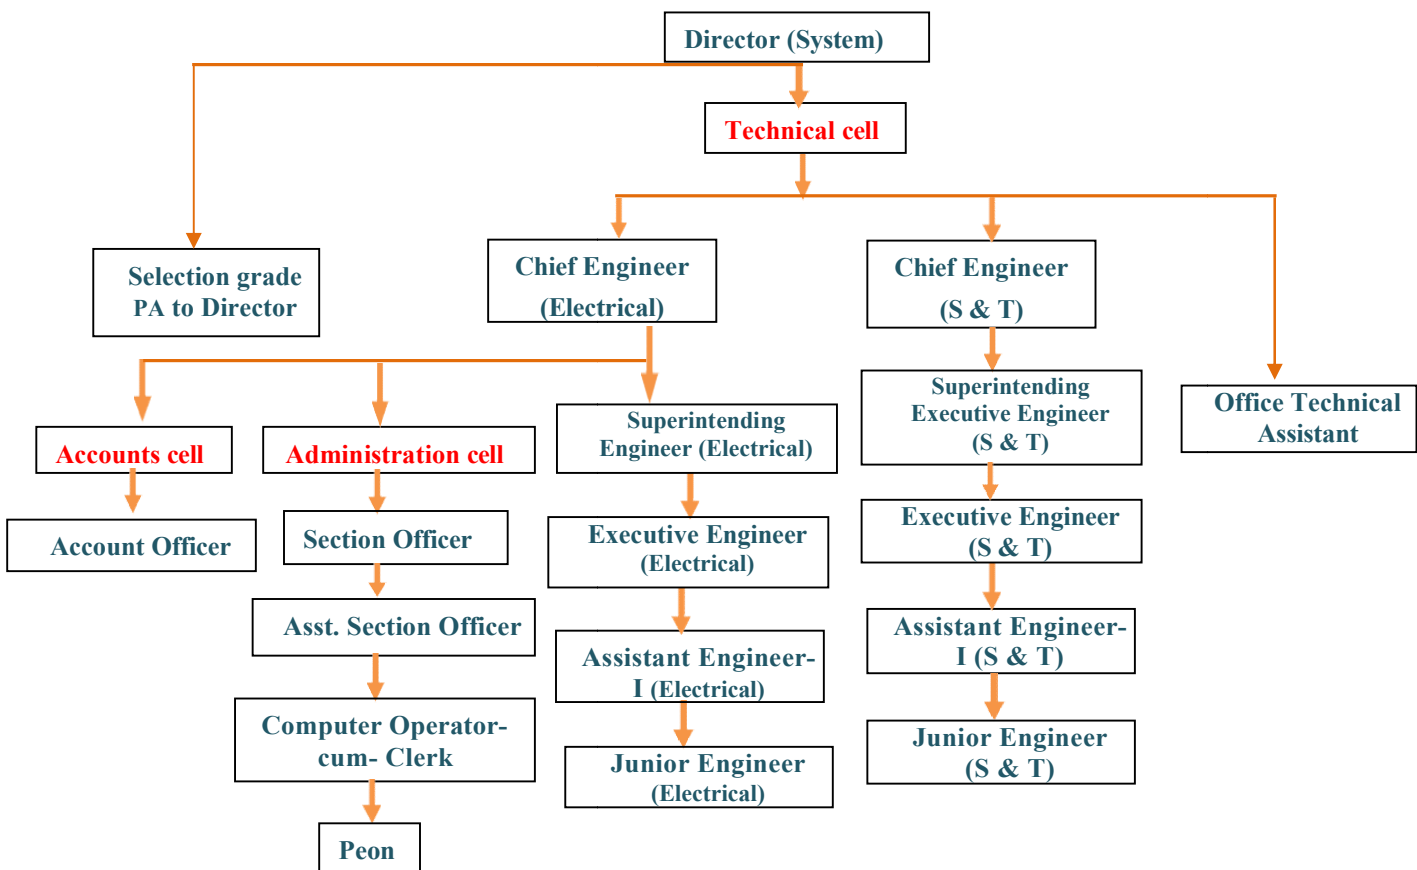 Director (System)
Technical cell
Selection grade
PA to Director
Chief Engineer
(Electrical)
Chief Engineer
(S & T)
Accounts cell
Administration cell
Superintending
Engineer (Electrical)
Superintending
Executive Engineer
(S & T)
Office Technical
Assistant
Account Officer
Section Officer
Executive Engineer
(Electrical)
Executive Engineer
(S & T)
Asst. Section Officer
Assistant Engineer-
I (Electrical)
Assistant Engineer-
I (S & T)
Computer Operator-
cum- Clerk
Junior Engineer
(Electrical)
Junior Engineer
(S & T)
Peon